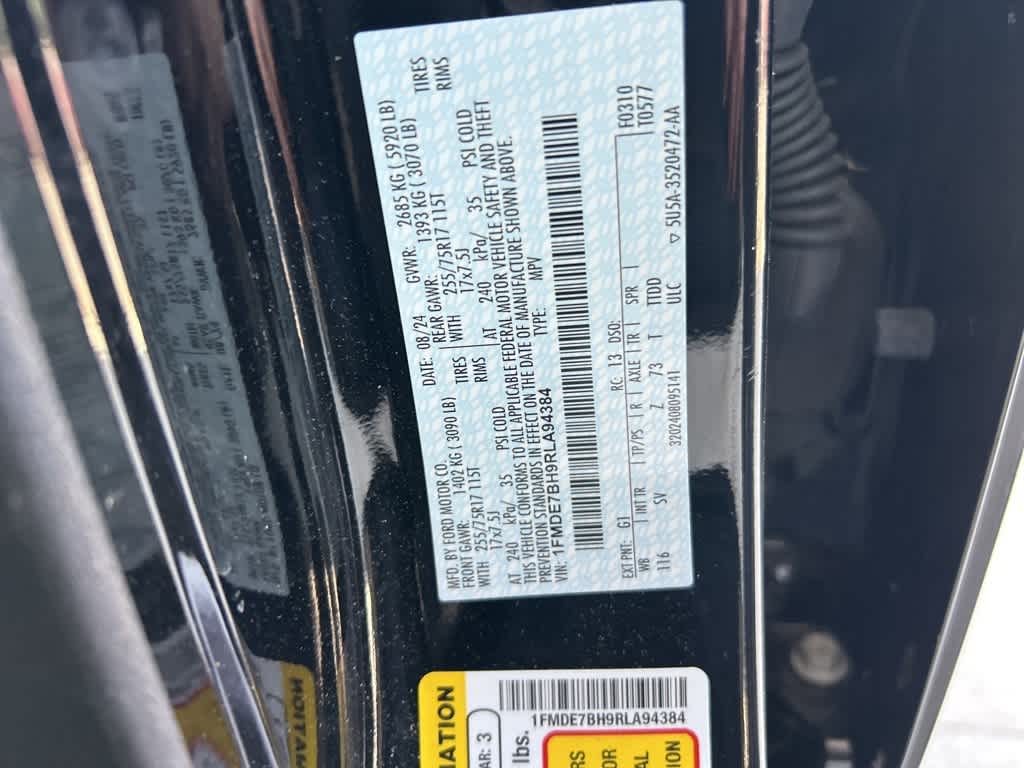 MFD. BY FORD MOTOR CO.
DATE: 08/24 GVWR: 2685 KG ( 5920 LB)
FRONT GAWR: 1402 KG ( 3090 LB) REAR GAWR: 1393 KG ( 3070 LB)
WITH 255/75R17 115T TIRES WITH 255/75R17 115T TIRES
17x7.5J RIMS 17x7.5J RIMS
AT 240 kPa/ 35 PSI COLD AT 240 kPa/ 35 PSI COLD
THIS VEHICLE CONFORMS TO ALL APPLICABLE FEDERAL MOTOR VEHICLE SAFETY AND THEFT
PREVENTION STANDARDS IN EFFECT ON THE DATE OF MANUFACTURE SHOWN ABOVE.
VIN: 1FMDE7BH9RLA94384 TYPE: MPV
EXT PNT: G1 RC: 13 DSO: F0310
WB INT TR TP/PS R AXLE TR SPR T0577
116 SV Z 73 T TTDD
320240809514I ULC ▽ 5U5A-3520472-AA
1FMDE7BH9RLA94384
AR: 3
lbs.